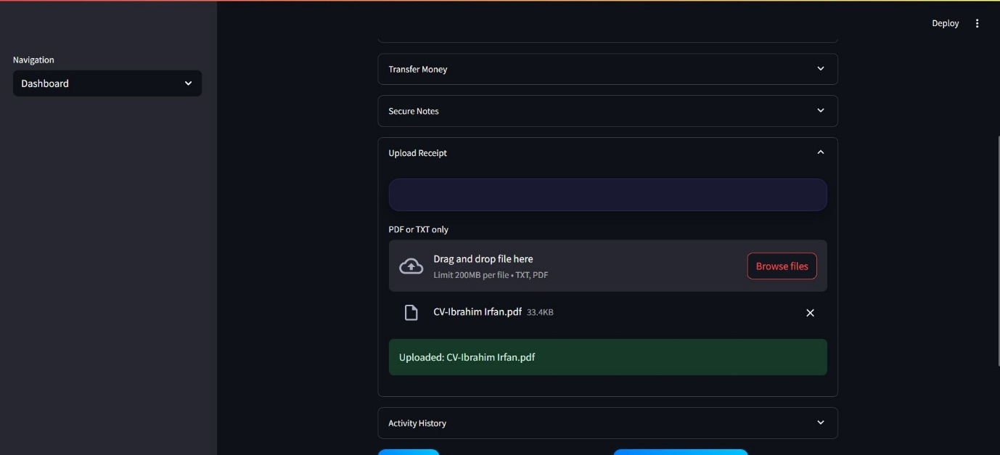 Deploy
Navigation
Dashboard
Transfer Money
Secure Notes
Upload Receipt
PDF or TXT only
Drag and drop file here
Limit 200MB per file • TXT, PDF
Browse files
CV-Ibrahim Irfan.pdf 33.4KB
Uploaded: CV-Ibrahim Irfan.pdf
Activity History